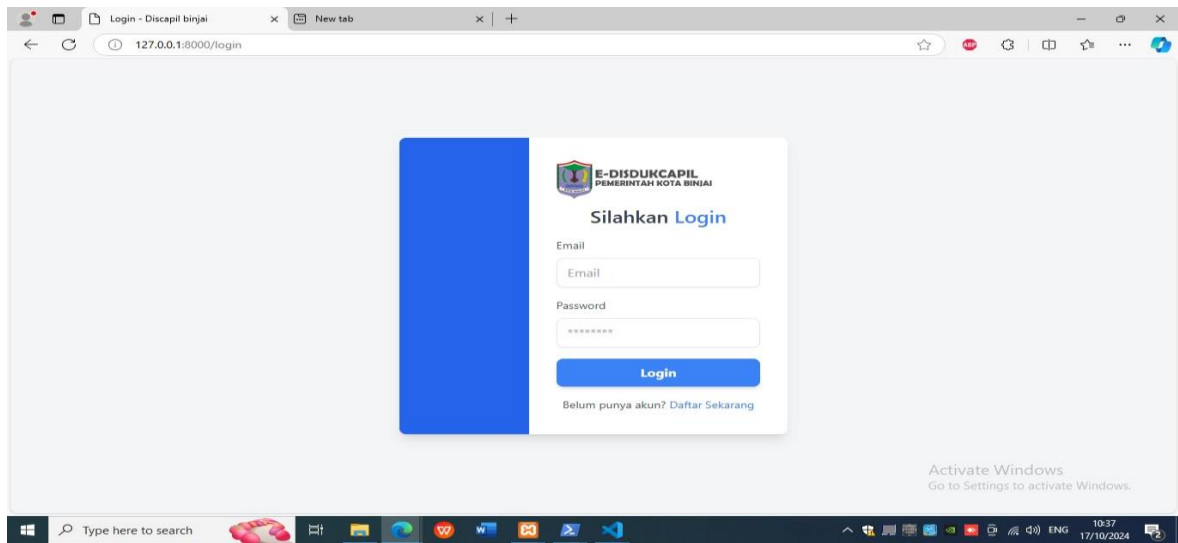 Login - Discapil binjai
New tab
127.0.0.1:8000/login
ABP
E-DISDUKCAPIL
PEMERINTAH KOTA BINJAI
Silahkan Login
Email
Email
Password
********
Login
Belum punya akun? Daftar Sekarang
Activate Windows
Go to Settings to activate Windows.
Type here to search
ENG
10:37
17/10/2024
2